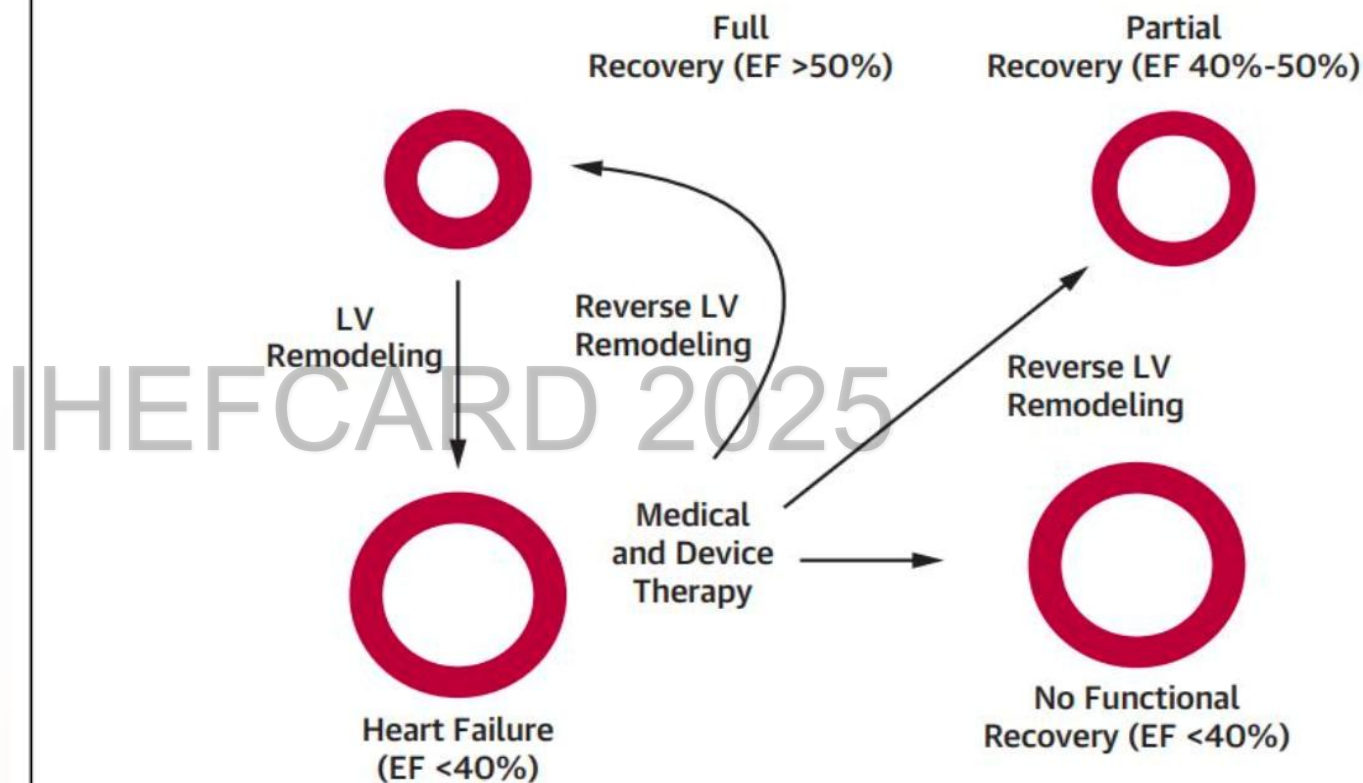 Full
Recovery (EF >50%)
Partial
Recovery (EF 40%-50%)
LV
Remodeling
Reverse LV
Remodeling
Reverse LV
Remodeling
IHEFCARD 2025
Medical
and Device
Therapy
Heart Failure
(EF <40%)
No Functional
Recovery (EF <40%)